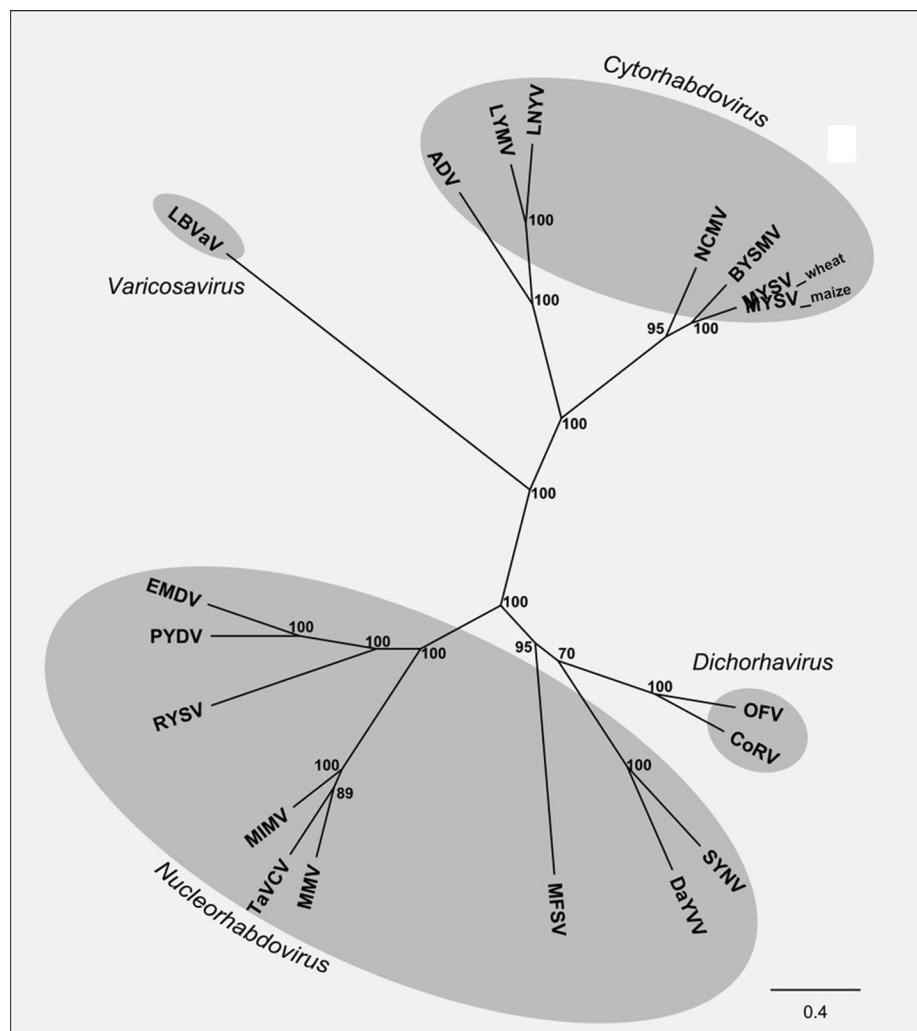 Cytorhabdovirus
LNYV
LYMV
ADV
NCMV
BYSMV
MYSV_wheat
MYSV_maize
LBVaV
Varicosavirus
100
100
95
100
100
100
100
EMDV
PYDV
RYSV
100
100
100
95
70
100
Dichorhavirus
OFV
CoRV
100
89
100
MIMV
TaVCV
MMV
MFSV
DaYVV
SYNV
Nucleorhabdovirus
0.4